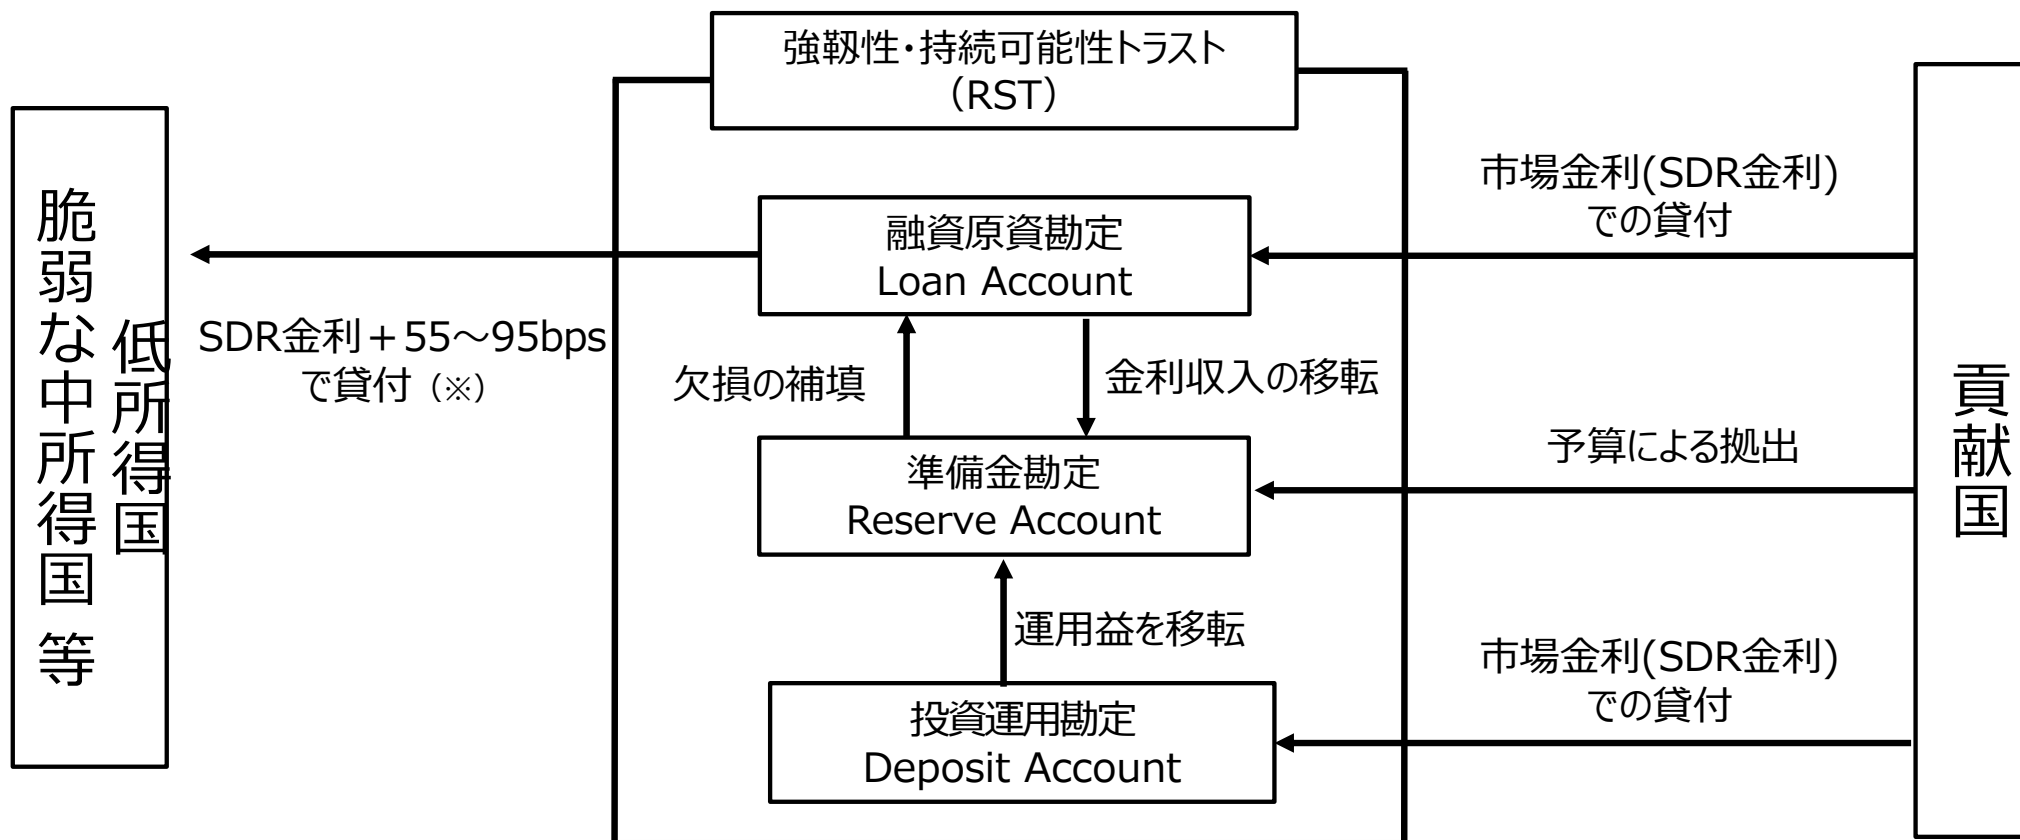 強靱性・持続可能性トラスト
（RST）
低所得国
脆弱な中所得国 等
SDR金利＋55～95bps
で貸付（※）
融資原資勘定
Loan Account
欠損の補填
金利収入の移転
準備金勘定
Reserve Account
運用益を移転
投資運用勘定
Deposit Account
市場金利(SDR金利)
での貸付
予算による拠出
市場金利(SDR金利)
での貸付
貢献国